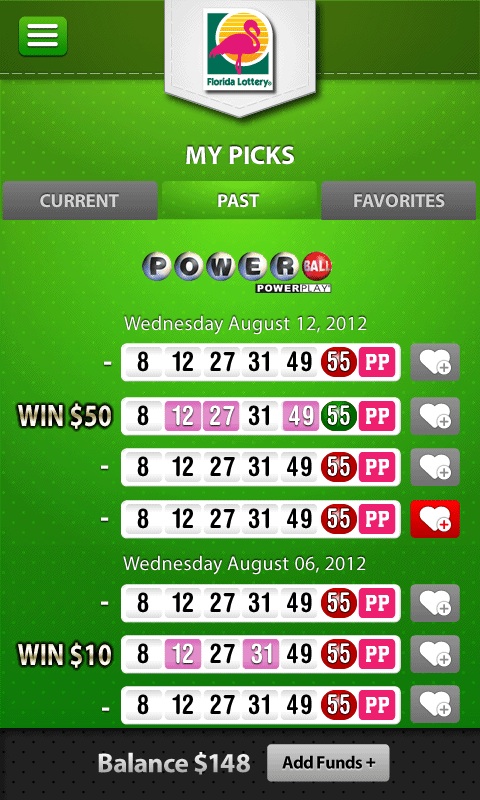 Florida Lottery®
MY PICKS
CURRENT PAST FAVORITES
POWER BALL
POWERPLAY
Wednesday August 12, 2012
- 8 12 27 31 49 55 PP
WIN $50 8 12 27 31 49 55 PP
- 8 12 27 31 49 55 PP
- 8 12 27 31 49 55 PP
Wednesday August 06, 2012
- 8 12 27 31 49 55 PP
WIN $10 8 12 27 31 49 55 PP
- 8 12 27 31 49 55 PP
Balance $148 Add Funds +